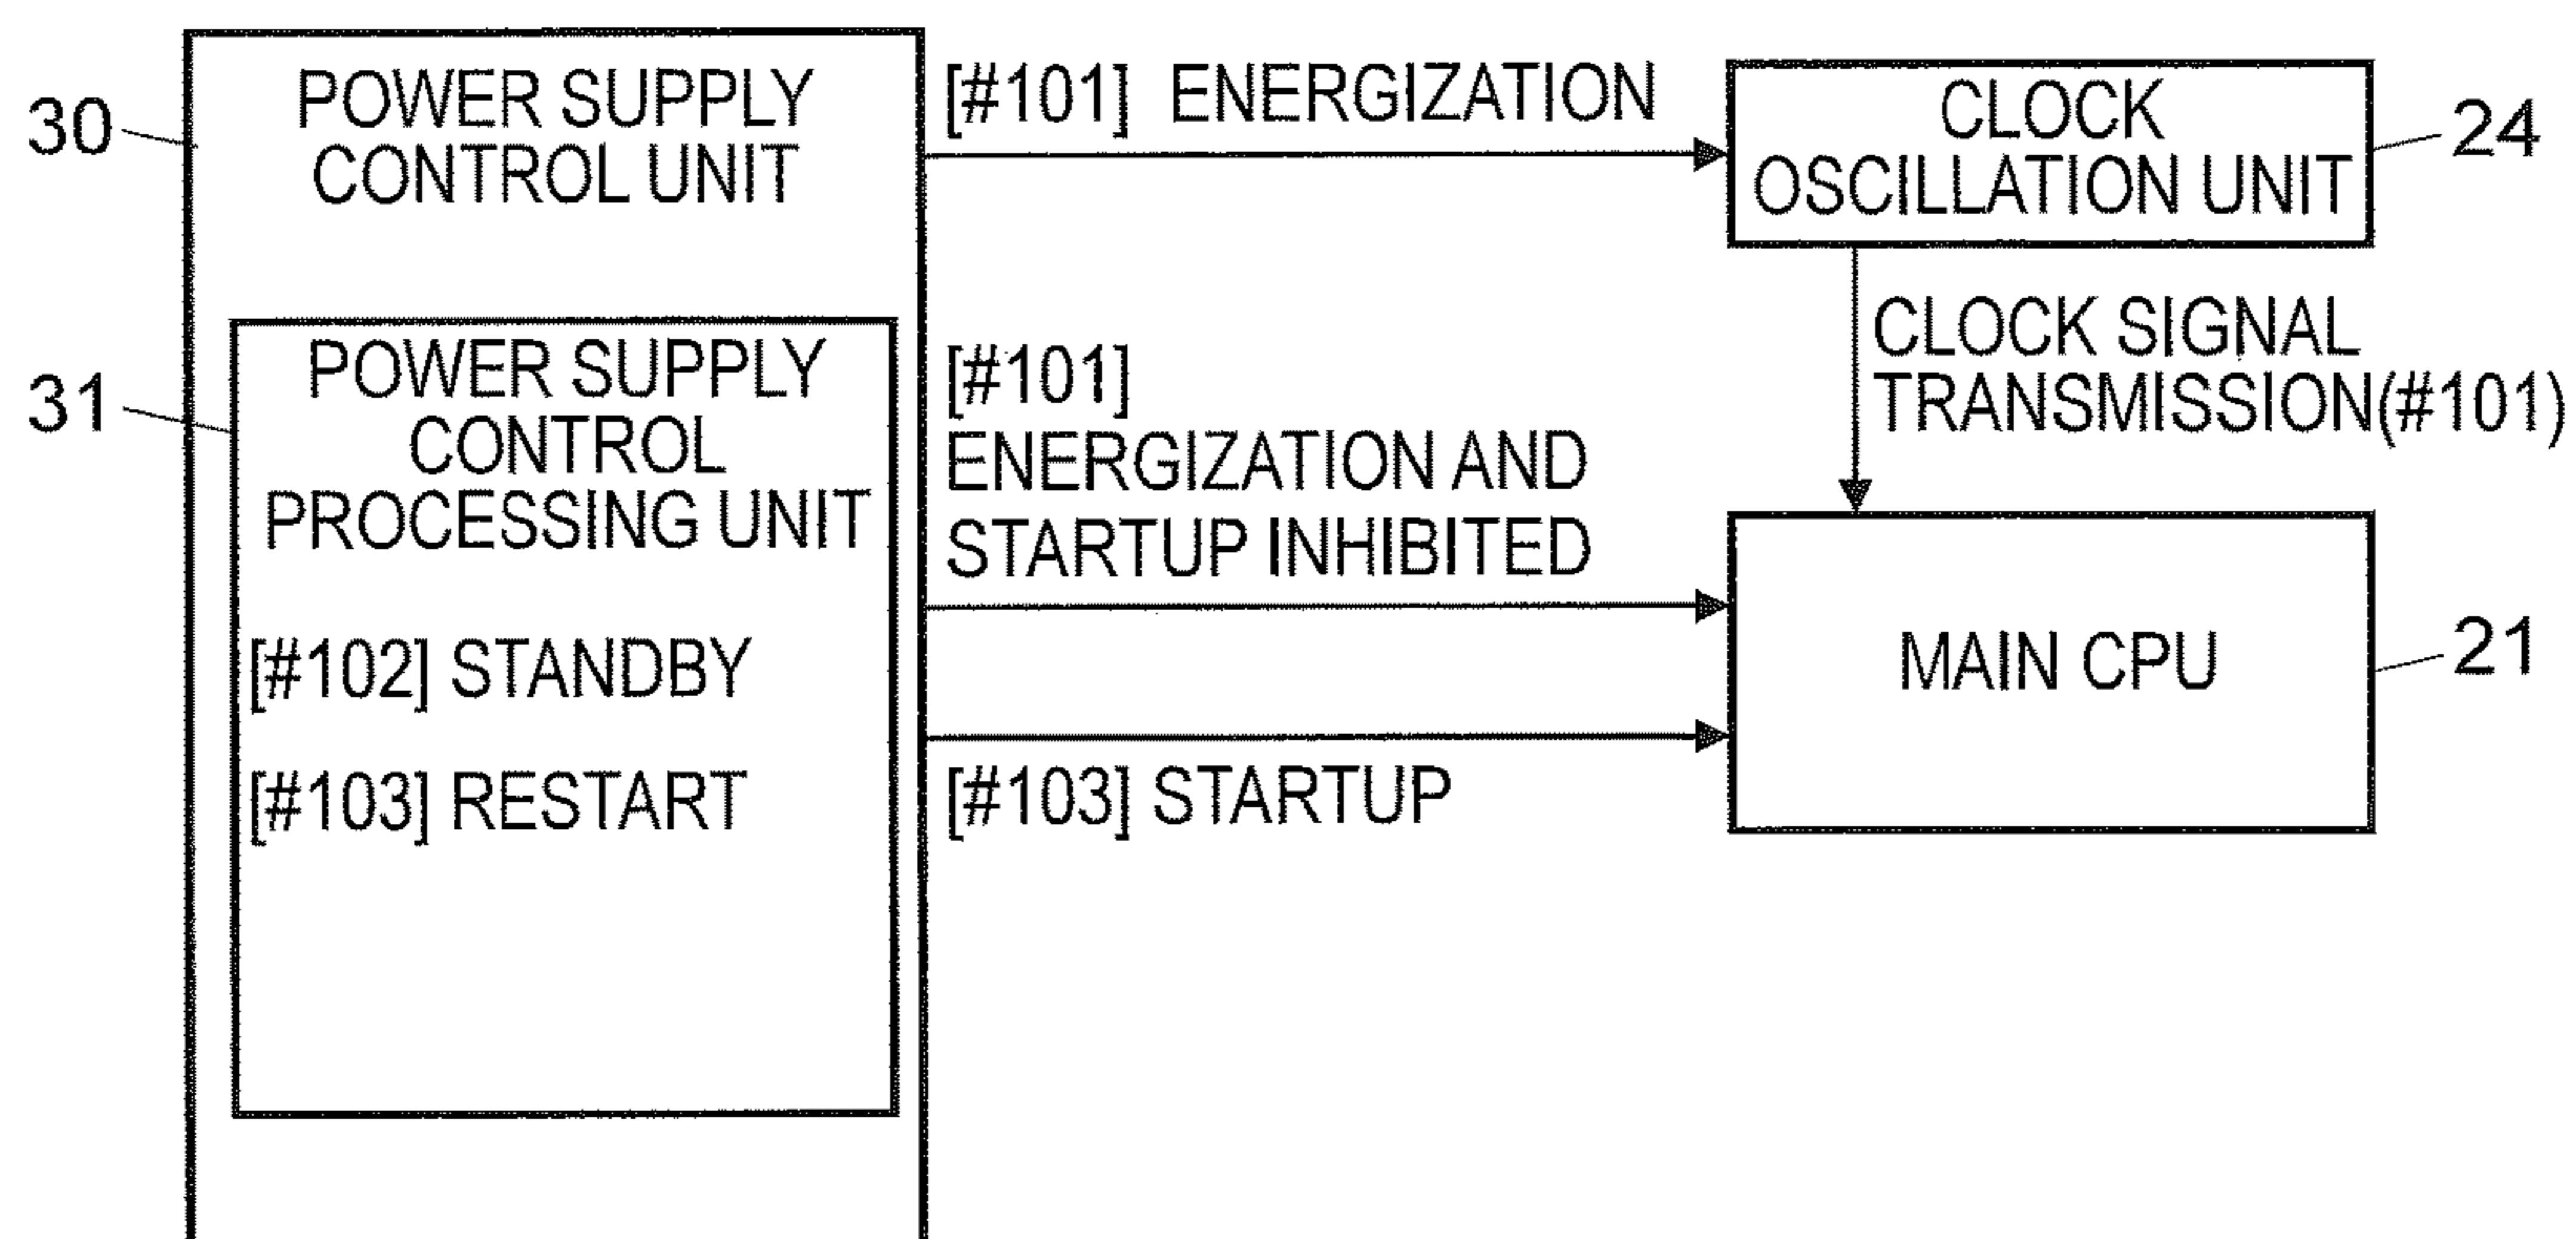 30
POWER SUPPLY
CONTROL UNIT
[#101] ENERGIZATION
CLOCK
OSCILLATION UNIT
24
31
POWER SUPPLY
CONTROL
PROCESSING UNIT
[#102] STANDBY
[#103] RESTART
[#101]
ENERGIZATION AND
STARTUP INHIBITED
[#103] STARTUP
CLOCK SIGNAL
TRANSMISSION(#101)
MAIN CPU
21